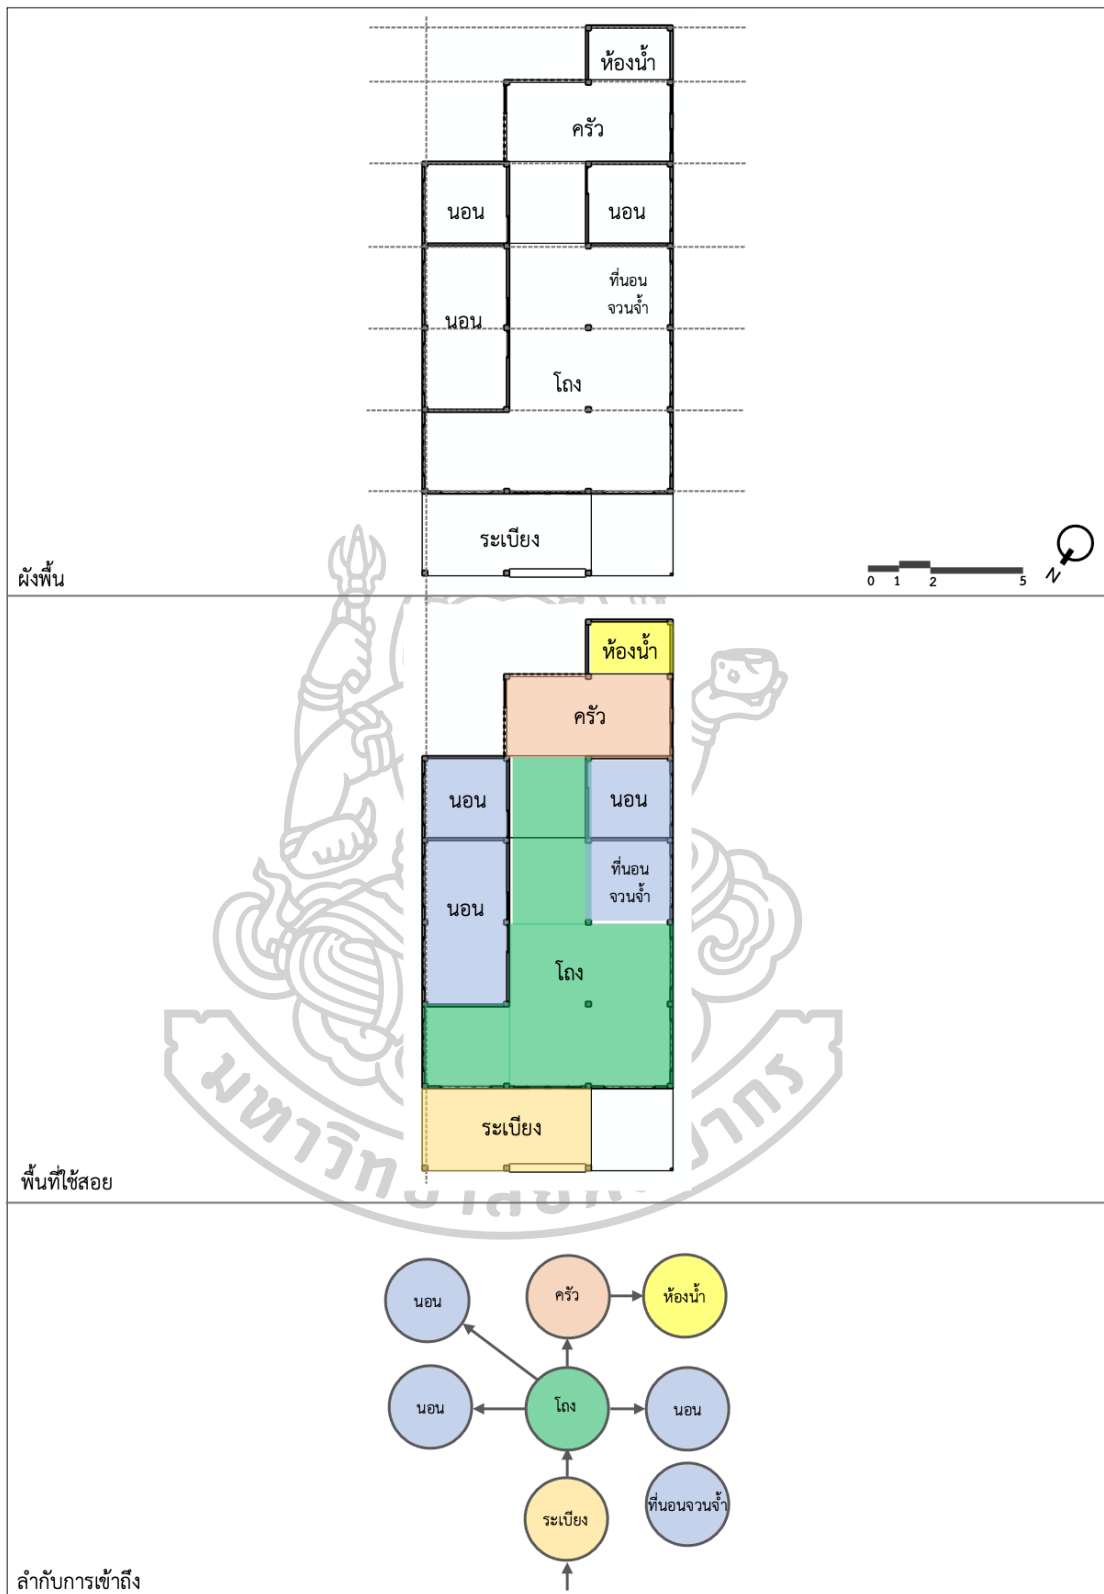 ห้องน้ำ
ครัว
นอน
นอน
ที่นอน
จวนจ้ำ
นอน
โถง
ระเบียง
ผังพื้น
0 1 2 5
N
ห้องน้ำ
ครัว
นอน
นอน
ที่นอน
จวนจ้ำ
นอน
โถง
ระเบียง
พื้นที่ใช้สอย
นอน
ครัว
ห้องน้ำ
นอน
โถง
นอน
ระเบียง
ที่นอนจวนจ้ำ
ลำกับการเข้าถึง